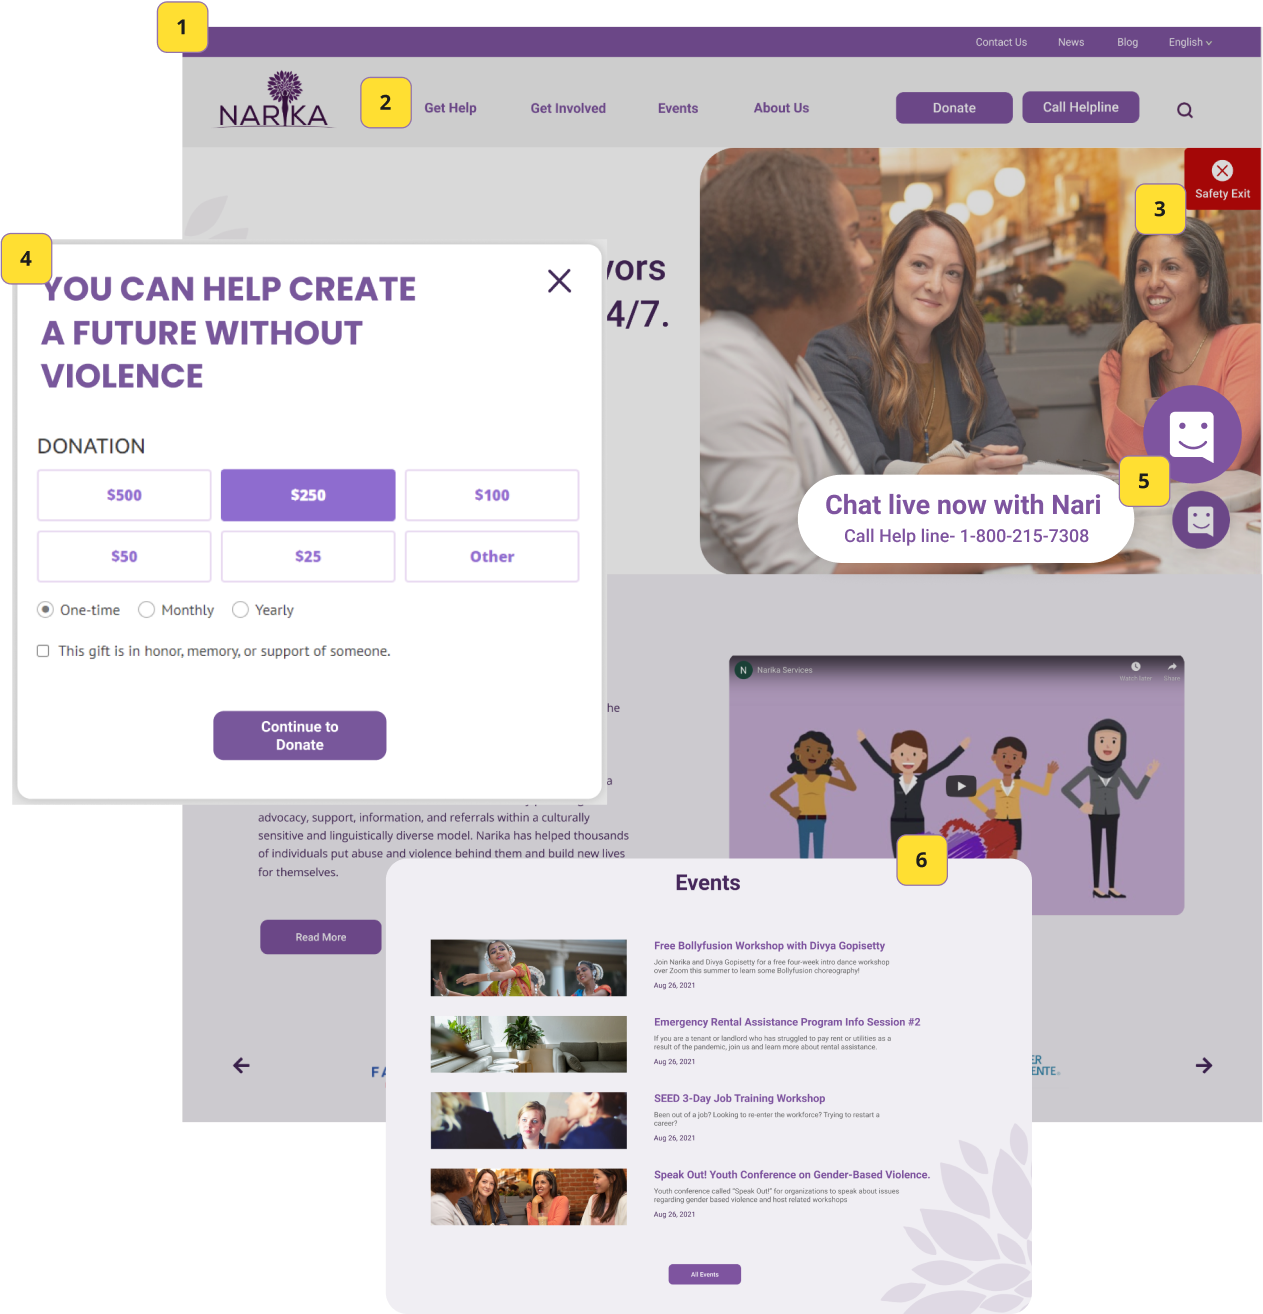 1
Contact Us
News
Blog
English
NARIKA
2
Get Help
Get Involved
Events
About Us
Donate
Call Helpline
Safety Exit
3
vors
4/7.
4
YOU CAN HELP CREATE
A FUTURE WITHOUT
VIOLENCE
DONATION
$500
$250
$100
$50
$25
Other
One-time
Monthly
Yearly
This gift is in honor, memory, or support of someone.
Continue to
Donate
5
Chat live now with Nari
Call Help line- 1-800-215-7308
he
a
advocacy, support, information, and referrals within a culturally
sensitive and linguistically diverse model. Narika has helped thousands
of individuals put abuse and violence behind them and build new lives
for themselves.
Read More
N
Narika Services
Watch later
Share
6
Events
Free Bollyfusion Workshop with Divya Gopisetty
Join Narika and Divya Gopisetty for a free four-week intro dance workshop
over Zoom this summer to learn some Bollyfusion choreography!
Aug 26, 2021
Emergency Rental Assistance Program Info Session #2
If you are a tenant or landlord who has struggled to pay rent or utilities as a
result of the pandemic, join us and learn more about rental assistance.
Aug 26, 2021
SEED 3-Day Job Training Workshop
Been out of a job? Looking to re-enter the workforce? Trying to restart a
career?
Aug 26, 2021
Speak Out! Youth Conference on Gender-Based Violence.
Youth conference called "Speak Out!" for organizations to speak about issues
regarding gender based violence and host related workshops
Aug 26, 2021
All Events
FA
ER
ENTE